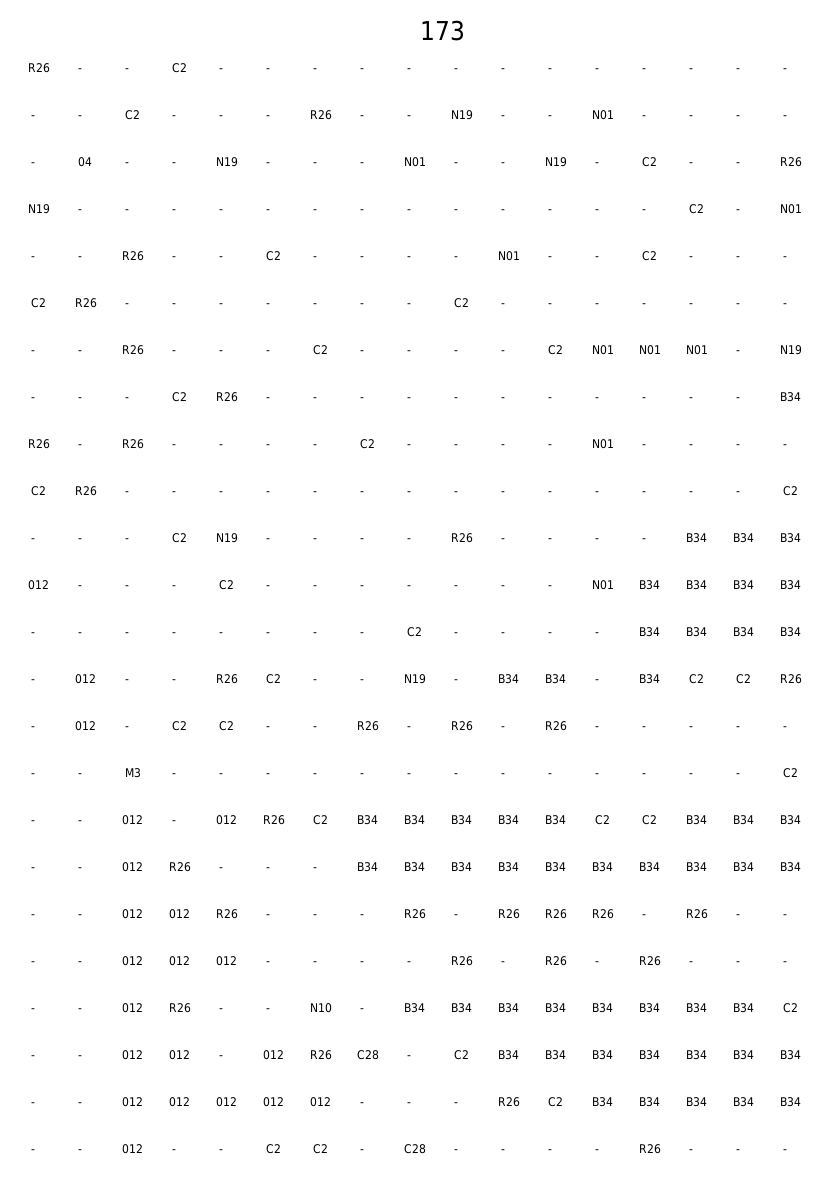 173
R26 - - C2 - - - - - - - - - - - - -
- - C2 - - - R26 - - N19 - - N01 - - - -
- 04 - - N19 - - - N01 - - N19 - C2 - - R26
N19 - - - - - - - - - - - - - C2 - N01
- - R26 - - C2 - - - - N01 - - C2 - - -
C2 R26 - - - - - - - C2 - - - - - - -
- - R26 - - - C2 - - - - C2 N01 N01 N01 - N19
- - - C2 R26 - - - - - - - - - - - B34
R26 - R26 - - - - C2 - - - - N01 - - - -
C2 R26 - - - - - - - - - - - - - - C2
- - - C2 N19 - - - - R26 - - - - B34 B34 B34
012 - - - C2 - - - - - - - N01 B34 B34 B34 B34
- - - - - - - - C2 - - - - B34 B34 B34 B34
- 012 - - R26 C2 - - N19 - B34 B34 - B34 C2 C2 R26
- 012 - C2 C2 - - R26 - R26 - R26 - - - - -
- - M3 - - - - - - - - - - - - - C2
- - 012 - 012 R26 C2 B34 B34 B34 B34 B34 C2 C2 B34 B34 B34
- - 012 R26 - - - B34 B34 B34 B34 B34 B34 B34 B34 B34 B34
- - 012 012 R26 - - - R26 - R26 R26 R26 - R26 - -
- - 012 012 012 - - - - R26 - R26 - R26 - - -
- - 012 R26 - - N10 - B34 B34 B34 B34 B34 B34 B34 B34 C2
- - 012 012 - 012 R26 C28 - C2 B34 B34 B34 B34 B34 B34 B34
- - 012 012 012 012 012 - - - R26 C2 B34 B34 B34 B34 B34
- - 012 - - C2 C2 - C28 - - - - R26 - - -